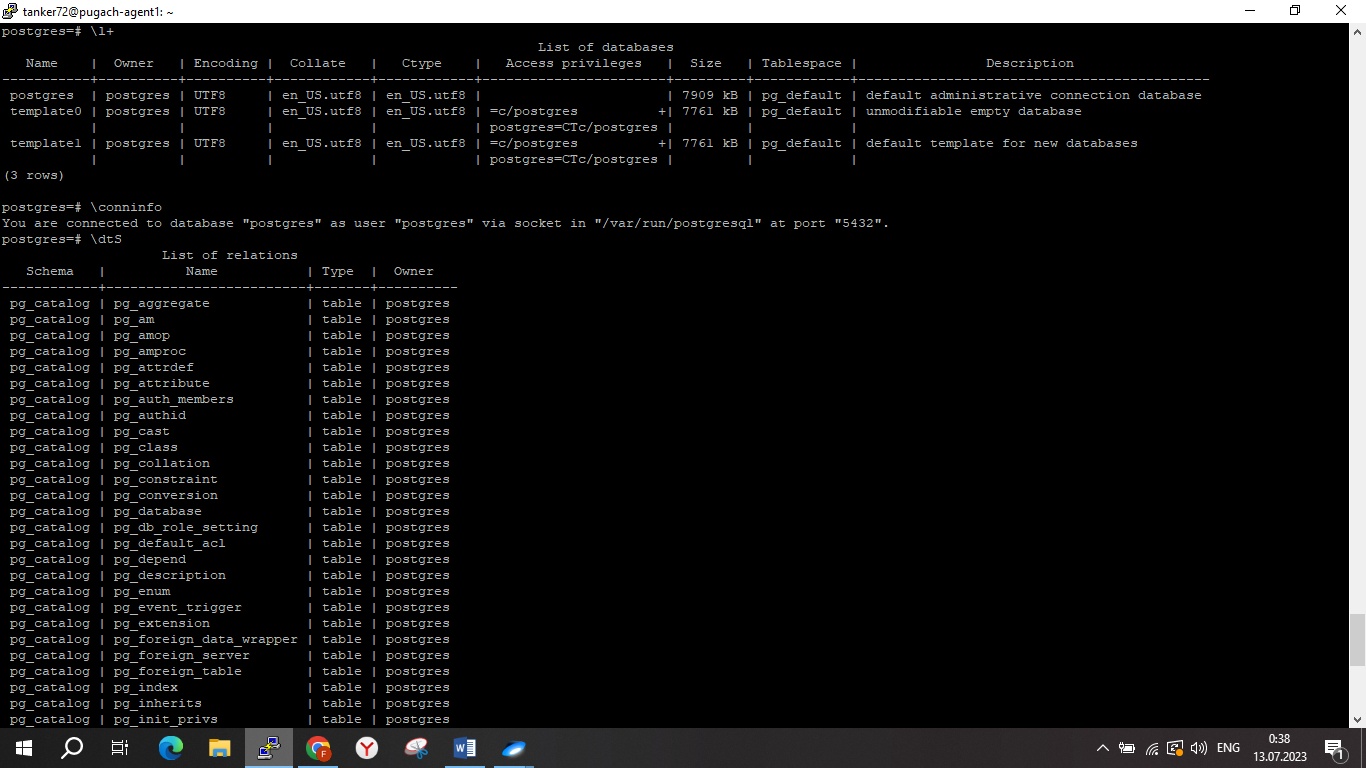 tanker72@pugach-agent1: ~
postgres=# \l+
List of databases
Name | Owner | Encoding | Collate | Ctype | Access privileges | Size | Tablespace | Description
-----------+----------+----------+------------+------------+-----------------------+---------+------------+--------------------------------------------
postgres | postgres | UTF8 | en_US.utf8 | en_US.utf8 | | 7909 kB | pg_default | default administrative connection database
template0 | postgres | UTF8 | en_US.utf8 | en_US.utf8 | =c/postgres +| 7761 kB | pg_default | unmodifiable empty database
| | | | | postgres=CTc/postgres | | |
template1 | postgres | UTF8 | en_US.utf8 | en_US.utf8 | =c/postgres +| 7761 kB | pg_default | default template for new databases
| | | | | postgres=CTc/postgres | | |
(3 rows)
postgres=# \conninfo
You are connected to database "postgres" as user "postgres" via socket in "/var/run/postgresql" at port "5432".
postgres=# \dtS
List of relations
Schema | Name | Type | Owner
------------+-------------------------+-------+----------
pg_catalog | pg_aggregate | table | postgres
pg_catalog | pg_am | table | postgres
pg_catalog | pg_amop | table | postgres
pg_catalog | pg_amproc | table | postgres
pg_catalog | pg_attrdef | table | postgres
pg_catalog | pg_attribute | table | postgres
pg_catalog | pg_auth_members | table | postgres
pg_catalog | pg_authid | table | postgres
pg_catalog | pg_cast | table | postgres
pg_catalog | pg_class | table | postgres
pg_catalog | pg_collation | table | postgres
pg_catalog | pg_constraint | table | postgres
pg_catalog | pg_conversion | table | postgres
pg_catalog | pg_database | table | postgres
pg_catalog | pg_db_role_setting | table | postgres
pg_catalog | pg_default_acl | table | postgres
pg_catalog | pg_depend | table | postgres
pg_catalog | pg_description | table | postgres
pg_catalog | pg_enum | table | postgres
pg_catalog | pg_event_trigger | table | postgres
pg_catalog | pg_extension | table | postgres
pg_catalog | pg_foreign_data_wrapper | table | postgres
pg_catalog | pg_foreign_server | table | postgres
pg_catalog | pg_foreign_table | table | postgres
pg_catalog | pg_index | table | postgres
pg_catalog | pg_inherits | table | postgres
pg_catalog | pg_init_privs | table | postgres
ENG
0:38
13.07.2023
1